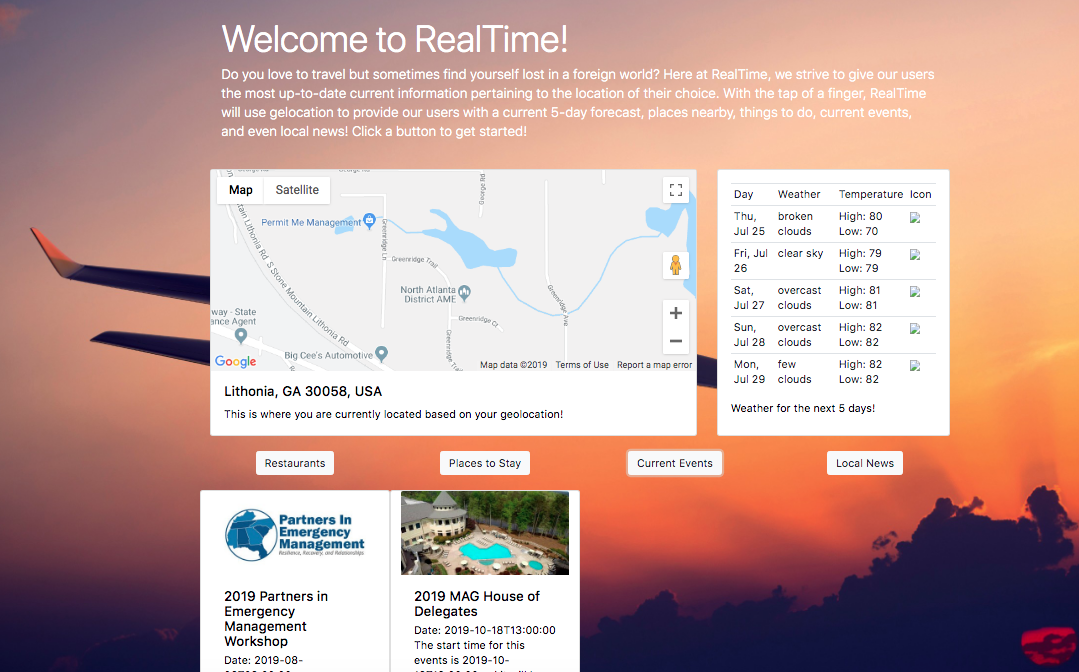 Welcome to RealTime!
Do you love to travel but sometimes find yourself lost in a foreign world? Here at RealTime, we strive to give our users
the most up-to-date current information pertaining to the location of their choice. With the tap of a finger, RealTime
will use gelocation to provide our users with a current 5-day forecast, places nearby, things to do, current events,
and even local news! Click a button to get started!
Map Satellite
George
Permit Me Management
Lithonia Rd
S Stone Mountain Lithonia Rd
Greenridge Ln
Greenridge Trail
North Atlanta
District AME
Greenridge Ave
Greenridge Cr
Greenridge Trail
way - State
ance Agent
Big Cee's Automotive
Google
Map data ©2019 Terms of Use Report a map error
Lithonia, GA 30058, USA
This is where you are currently located based on your geolocation!
Day Weather Temperature Icon
Thu, broken High: 80
Jul 25 clouds Low: 70
Fri, Jul clear sky High: 79
26 Low: 79
Sat, overcast High: 81
Jul 27 clouds Low: 81
Sun, overcast High: 82
Jul 28 clouds Low: 82
Mon, few High: 82
Jul 29 clouds Low: 82
Weather for the next 5 days!
Restaurants
Places to Stay
Current Events
Local News
Partners In
Emergency
Management
Resilience, Recovery, and Relationships
2019 Partners in
Emergency
Management
Workshop
Date: 2019-08-
2019 MAG House of
Delegates
Date: 2019-10-18T13:00:00
The start time for this
events is 2019-10-